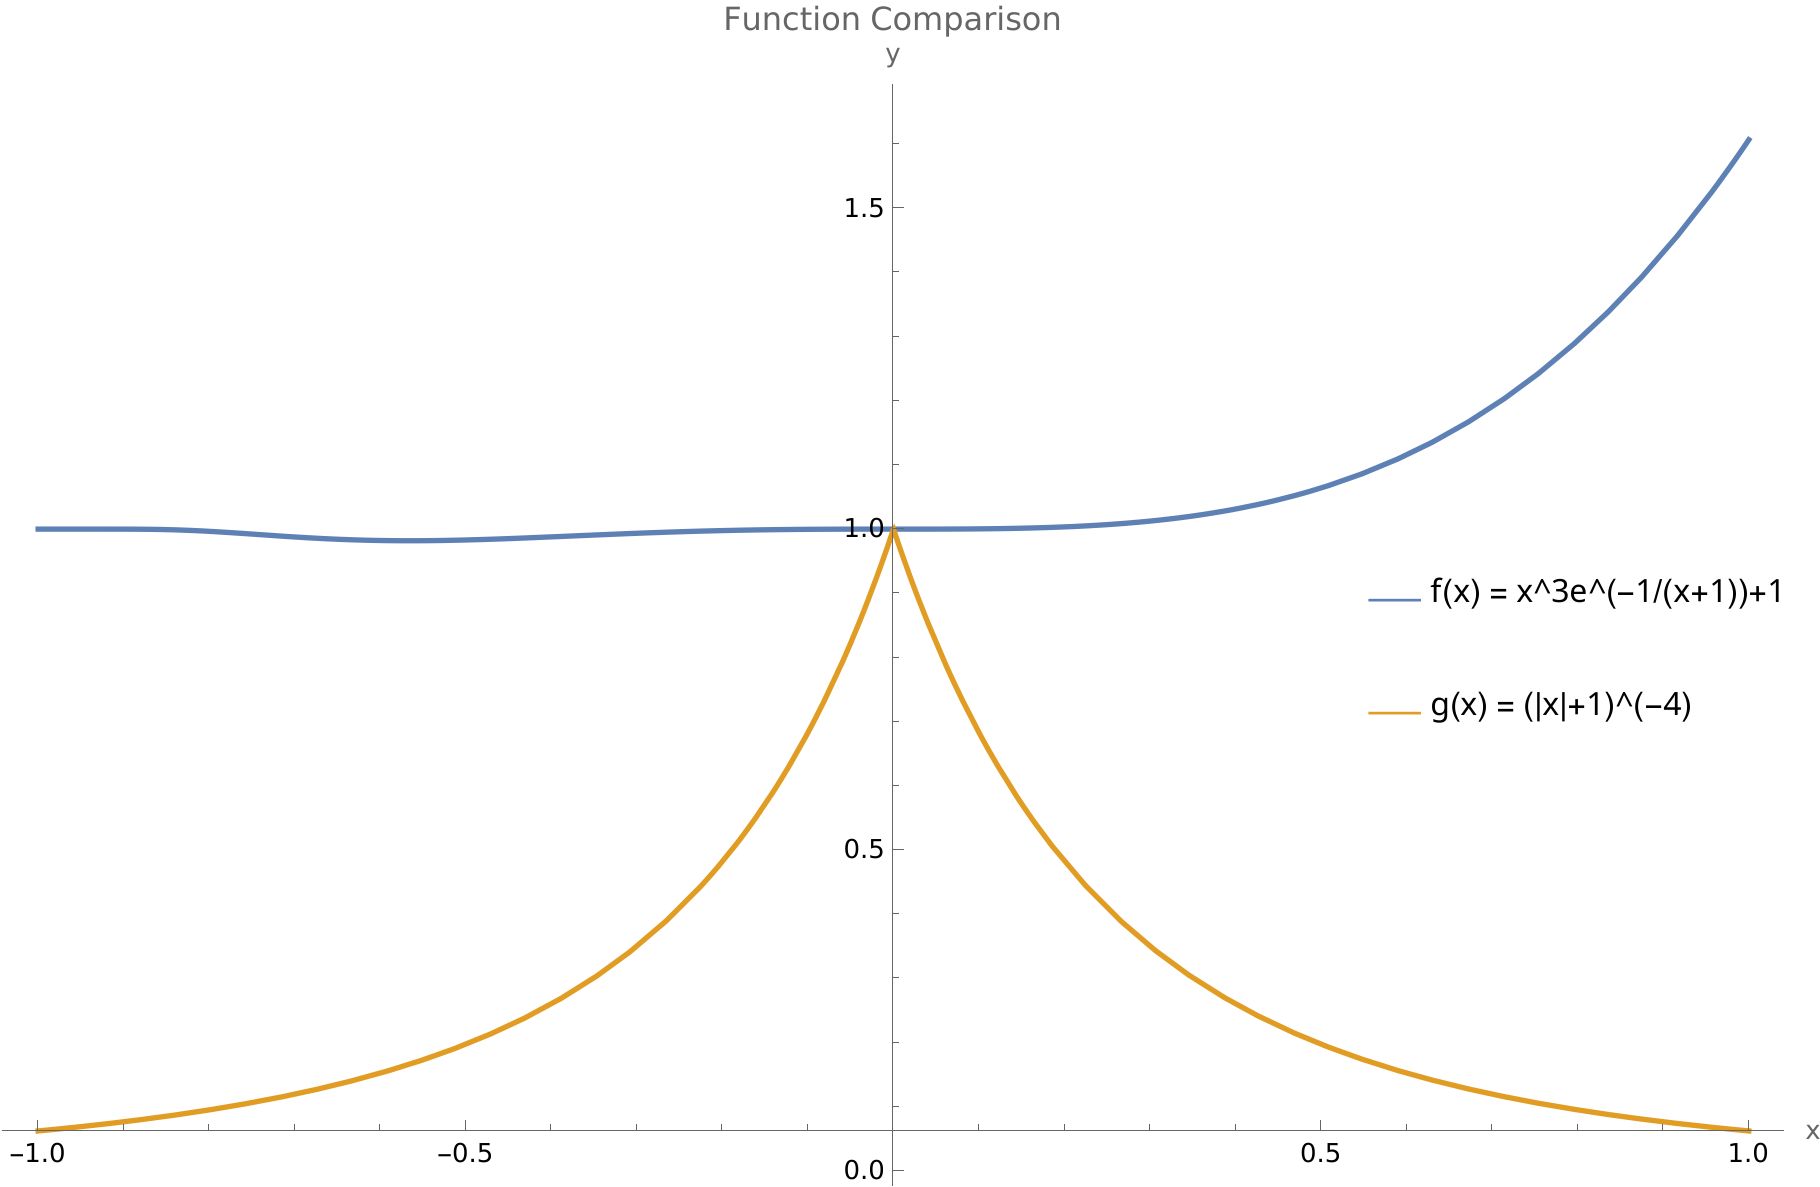 Function Comparison
y
1.5
1.0
f(x) = x^3e^(−1/(x+1))+1
g(x) = (|x|+1)^(−4)
0.5
x
−1.0 −0.5 0.5 1.0
0.0